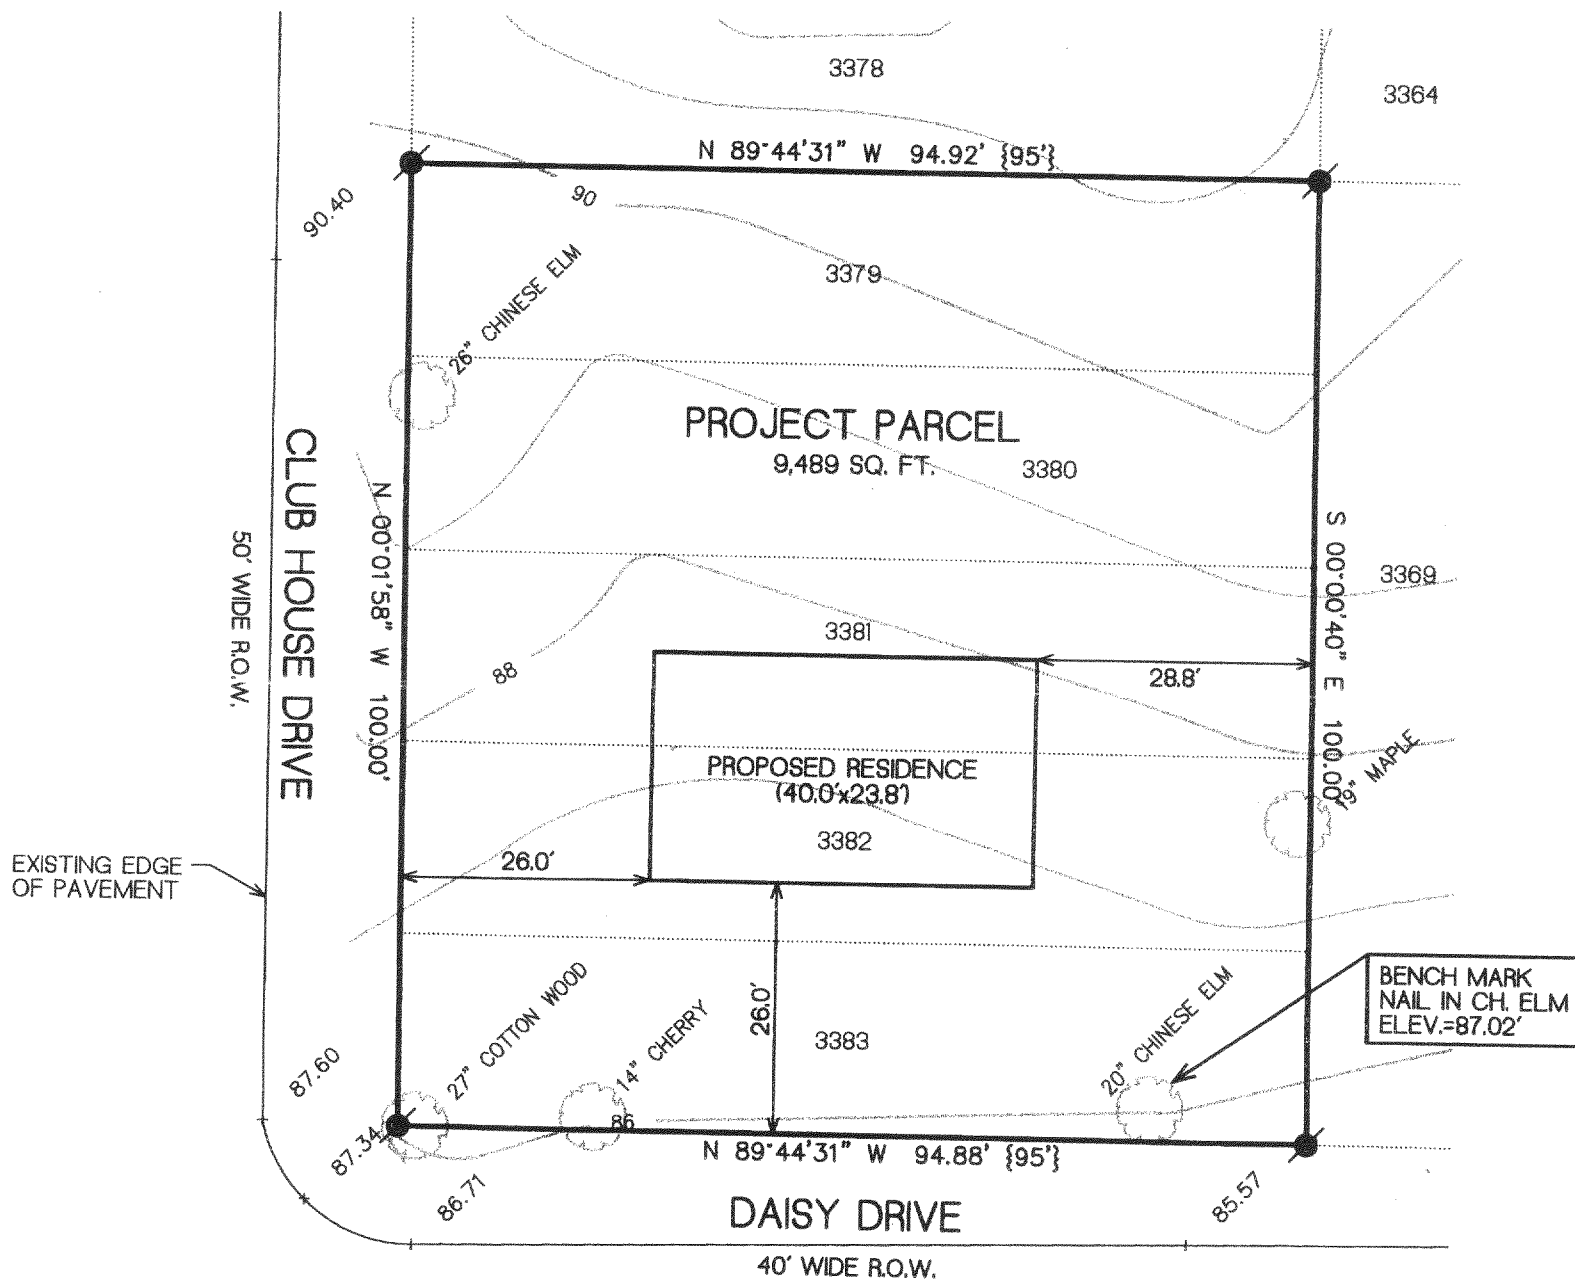 3378
3364
N 89°44'31" W 94.92' {95'}
90.40
90
26" CHINESE ELM
3379
PROJECT PARCEL
9,489 SQ. FT.
3380
CLUB HOUSE DRIVE
50' WIDE R.O.W.
N 00°01'58" W 100.00'
S 00°00'40" E 100.00'
3369
3381
88
28.8'
PROPOSED RESIDENCE
(40.0'x23.8')
3382
19" MAPLE
EXISTING EDGE
OF PAVEMENT
26.0'
26.0'
27" COTTON WOOD
14" CHERRY
3383
20" CHINESE ELM
BENCH MARK
NAIL IN CH. ELM
ELEV.=87.02'
87.60
86
87.34
86.71
N 89°44'31" W 94.88' {95'}
85.57
DAISY DRIVE
40' WIDE R.O.W.